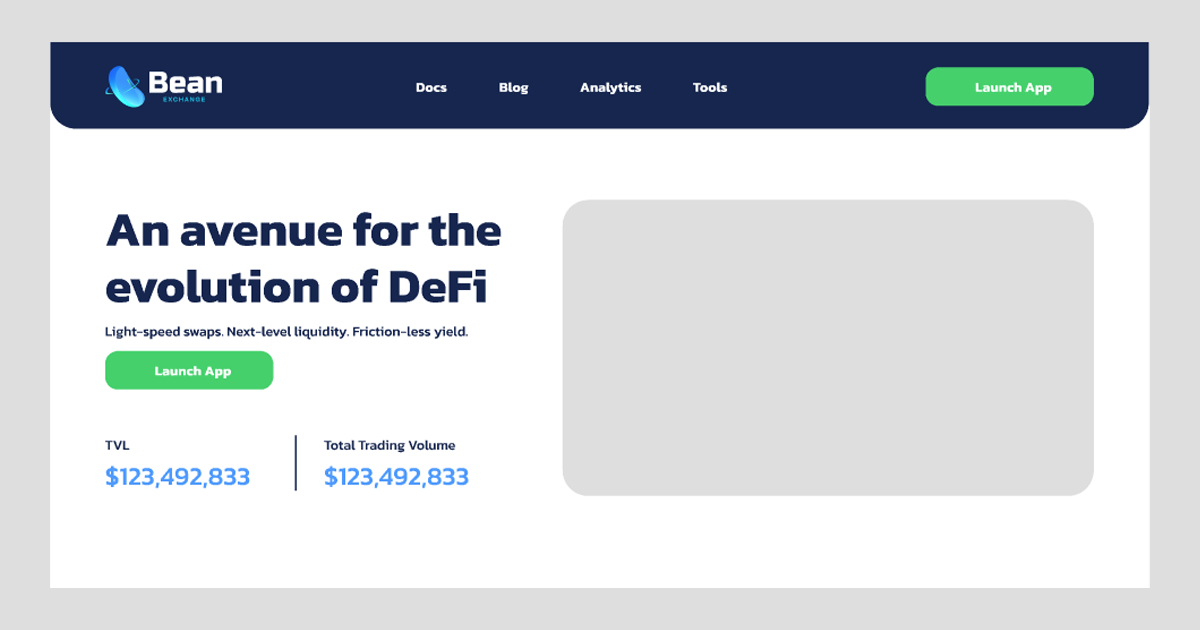 Bean
EXCHANGE
Docs Blog Analytics Tools Launch App
An avenue for the
evolution of DeFi
Light-speed swaps. Next-level liquidity. Friction-less yield.
Launch App
TVL
$123,492,833
Total Trading Volume
$123,492,833